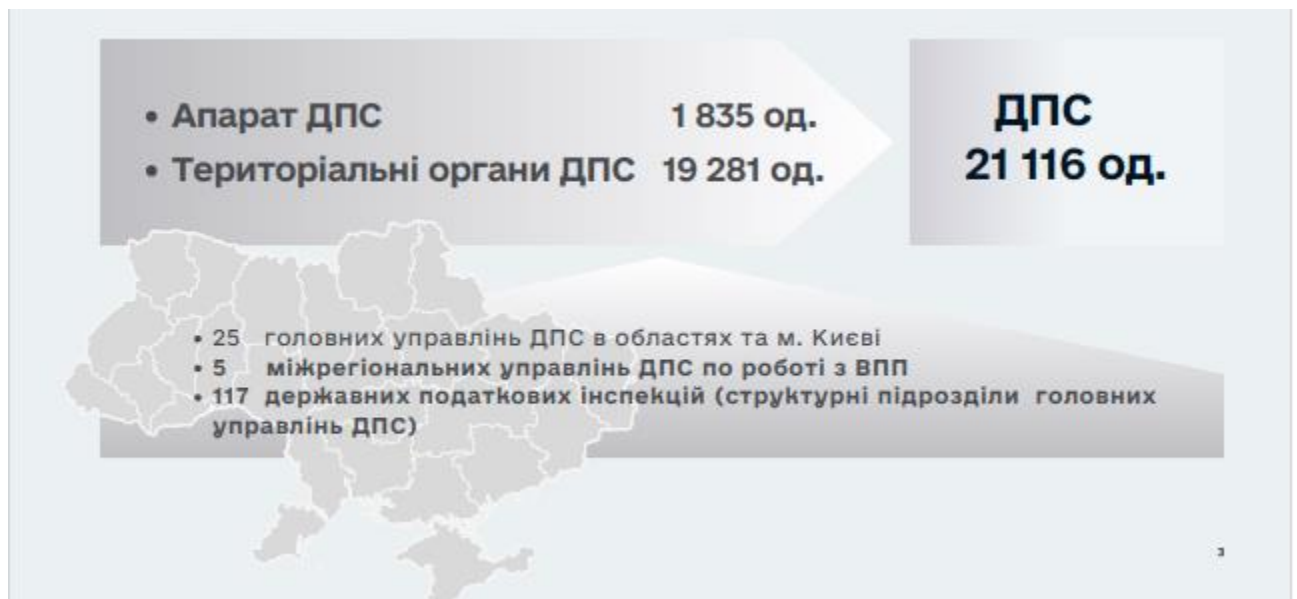 • Апарат ДПС 1 835 од.
• Територіальні органи ДПС 19 281 од.
ДПС
21 116 од.
• 25 головних управлінь ДПС в областях та м. Києві
• 5 міжрегіональних управлінь ДПС по роботі з ВПП
• 117 державних податкових інспекцій (структурні підрозділи головних
управлінь ДПС)
3